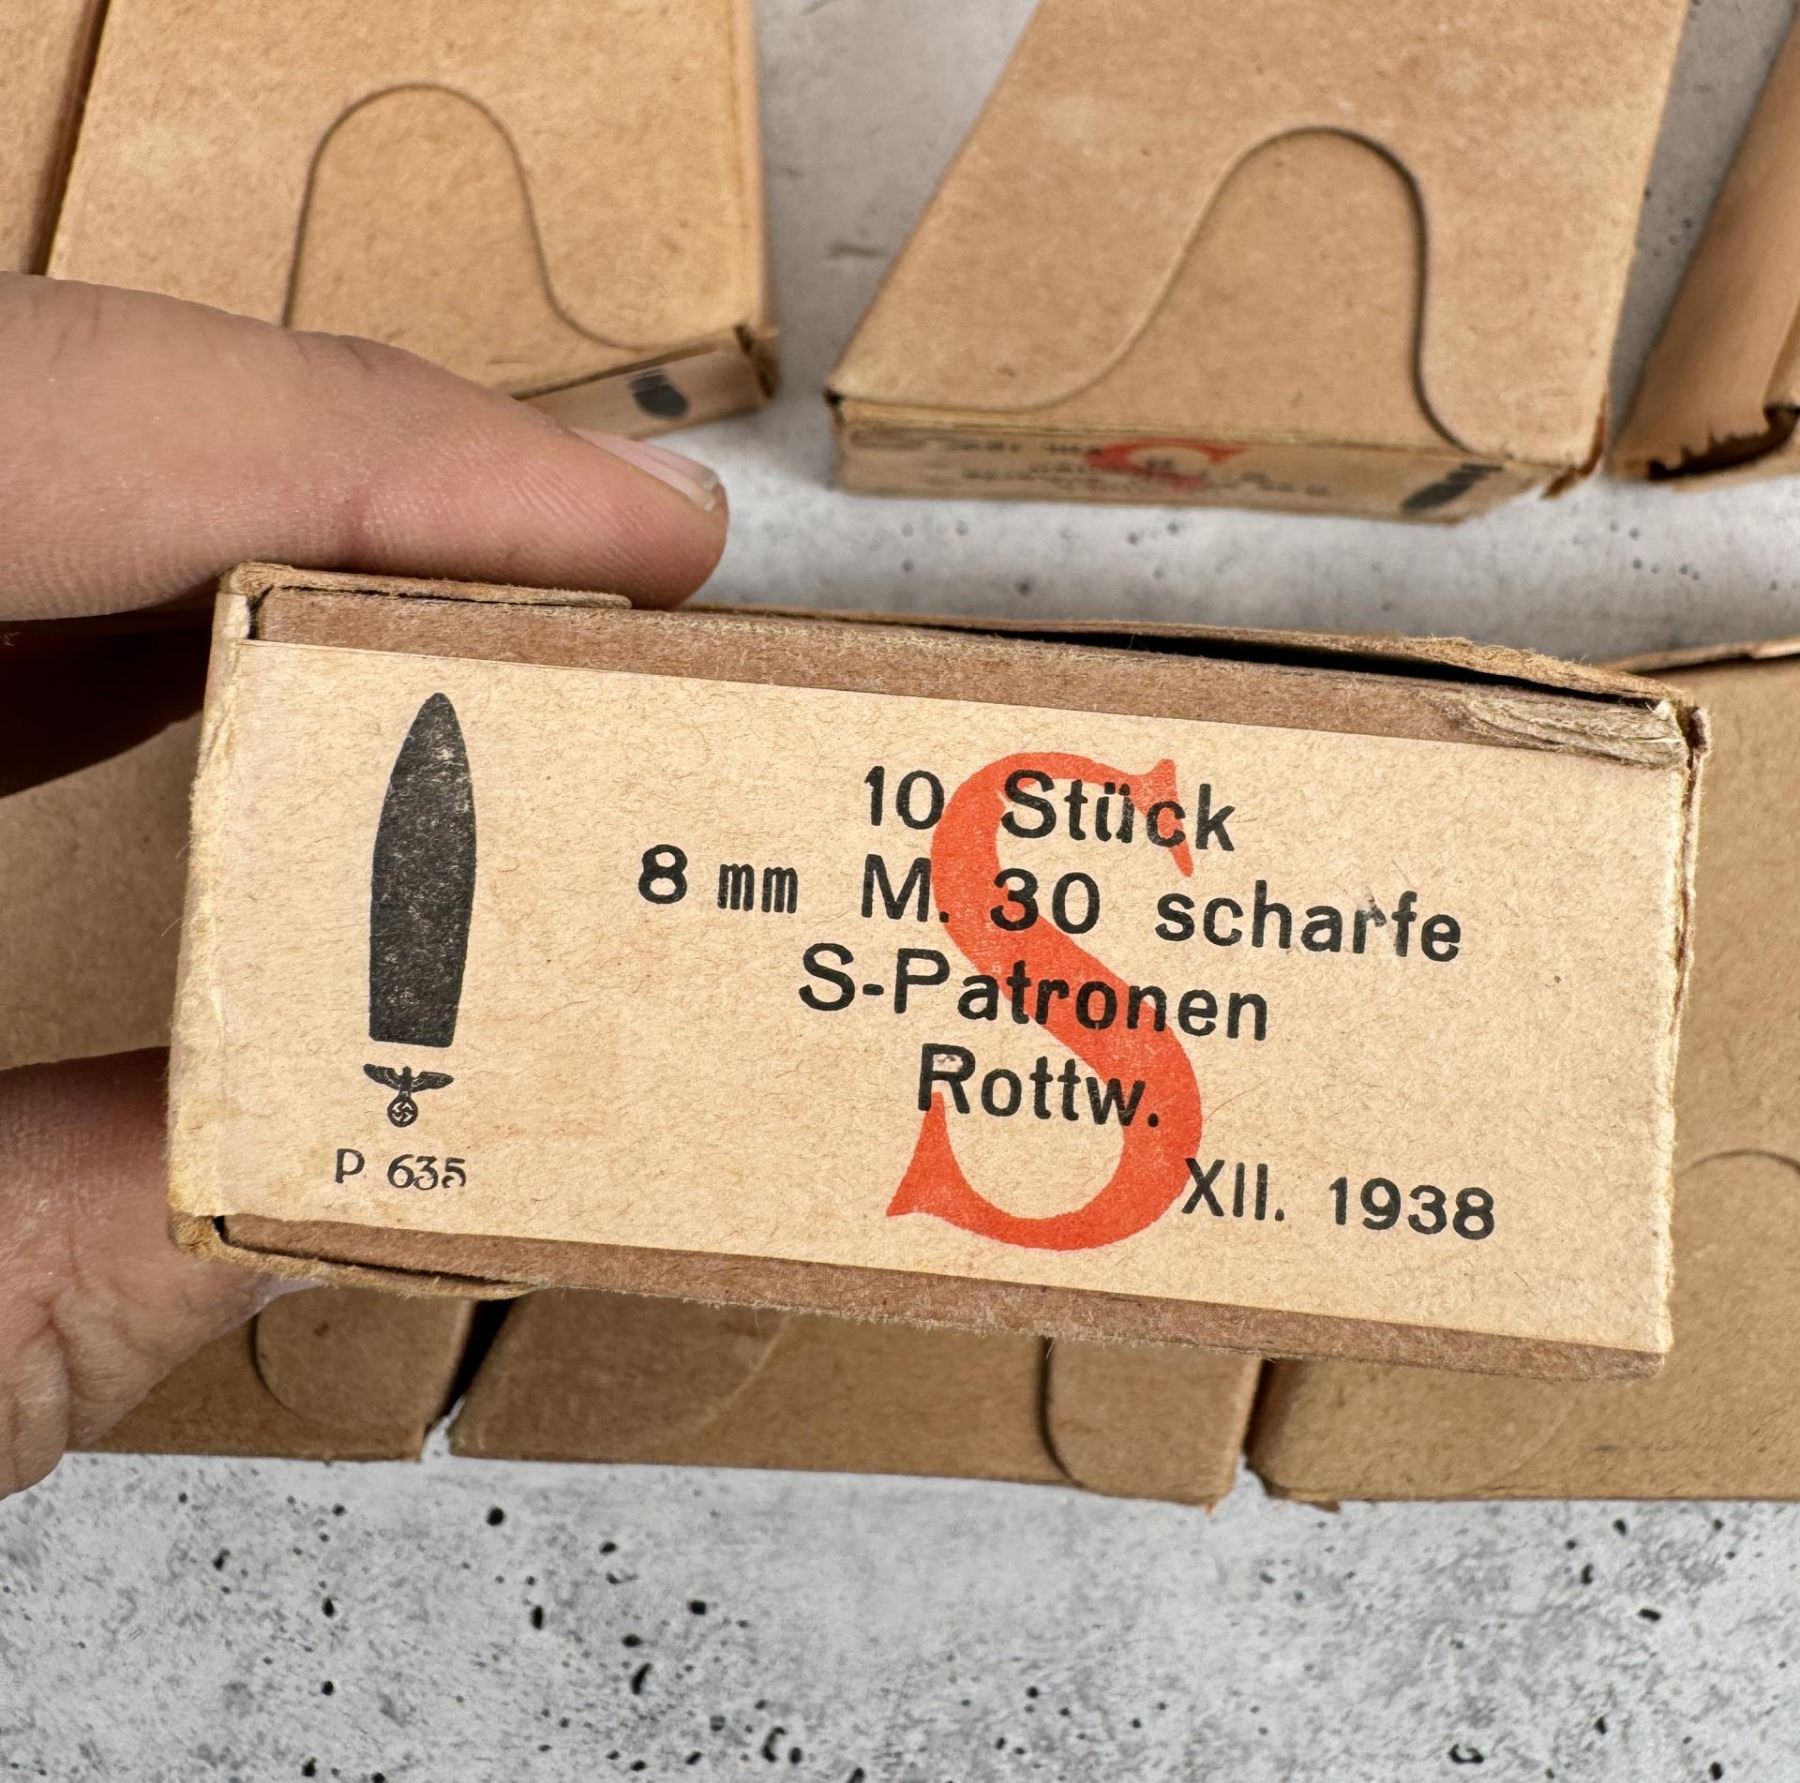 10 Stück
8 mm M. 30 scharfe
S-Patronen
Rottw.
XII. 1938
S
P 635